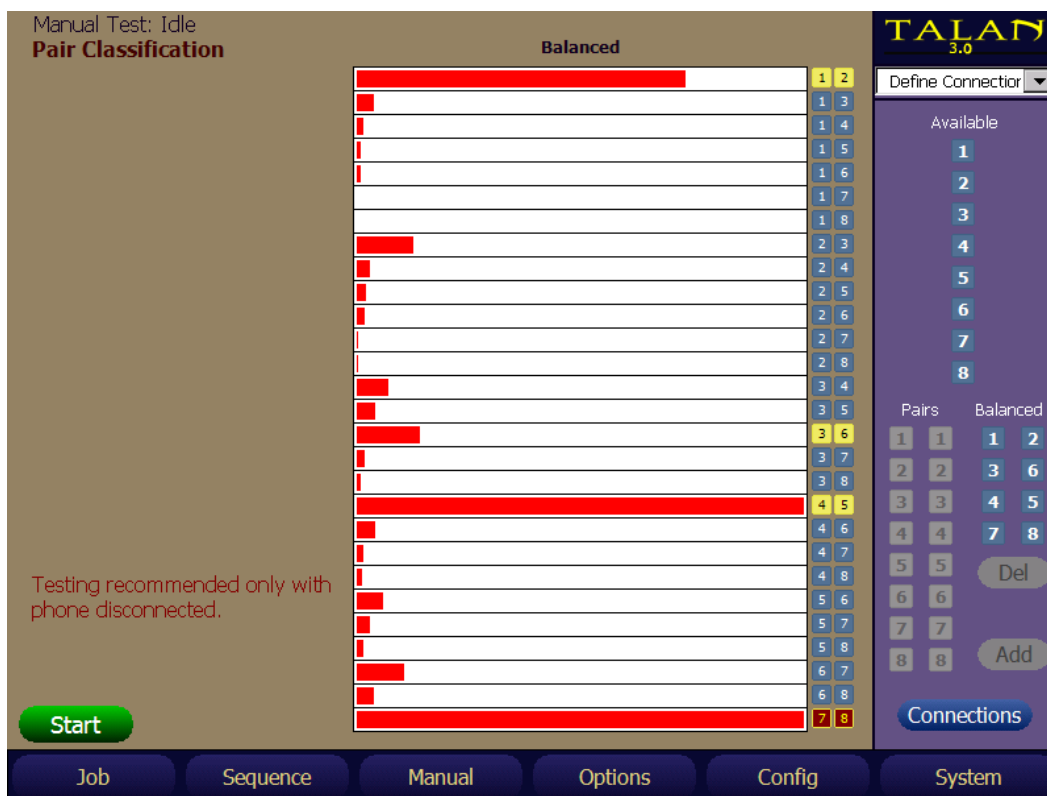 Manual Test: Idle
Pair Classification
Balanced
1 2
1 3
1 4
1 5
1 6
1 7
1 8
2 3
2 4
2 5
2 6
2 7
2 8
3 4
3 5
3 6
3 7
3 8
4 5
4 6
4 7
4 8
5 6
5 7
5 8
6 7
6 8
7 8
Testing recommended only with
phone disconnected.
Start
TALAN
3.0
Define Connection
Available
1
2
3
4
5
6
7
8
Pairs
1 1
2 2
3 3
4 4
5 5
6 6
7 7
8 8
Balanced
1 2
3 6
4 5
7 8
Del
Add
Connections
Job
Sequence
Manual
Options
Config
System